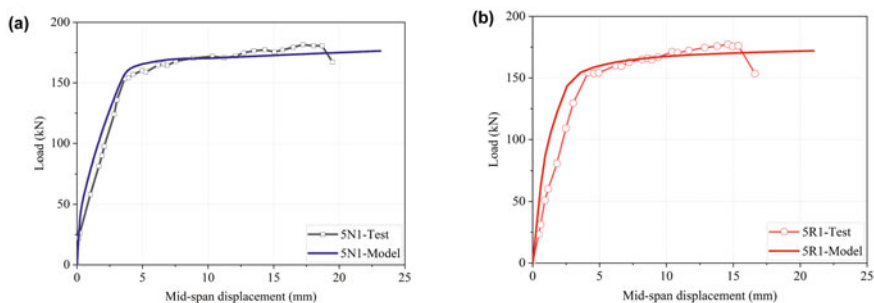 (a)
200
150
100
50
0
Load (kN)
0 5 10 15 20 25
Mid-span displacement (mm)
5N1-Test
5N1-Model
(b)
200
150
100
50
0
Load (kN)
0 5 10 15 20 25
Mid-span displacement (mm)
5R1-Test
5R1-Model